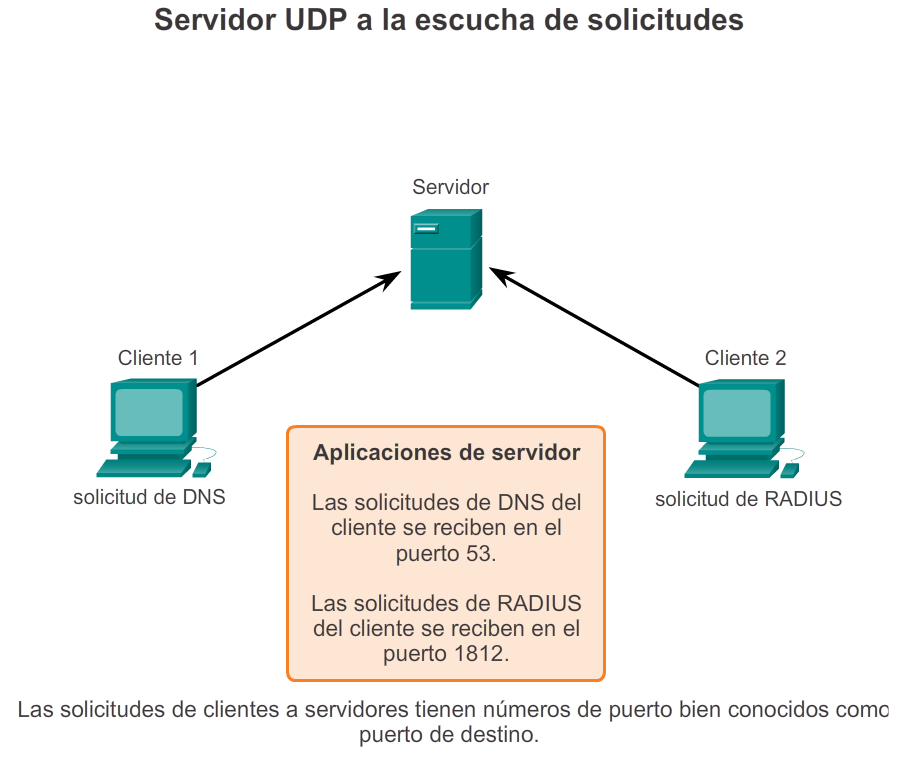 Servidor UDP a la escucha de solicitudes
Servidor
Cliente 1
Cliente 2
solicitud de DNS
solicitud de RADIUS
Aplicaciones de servidor
Las solicitudes de DNS del
cliente se reciben en el
puerto 53.
Las solicitudes de RADIUS
del cliente se reciben en el
puerto 1812.
Las solicitudes de clientes a servidores tienen números de puerto bien conocidos como
puerto de destino.